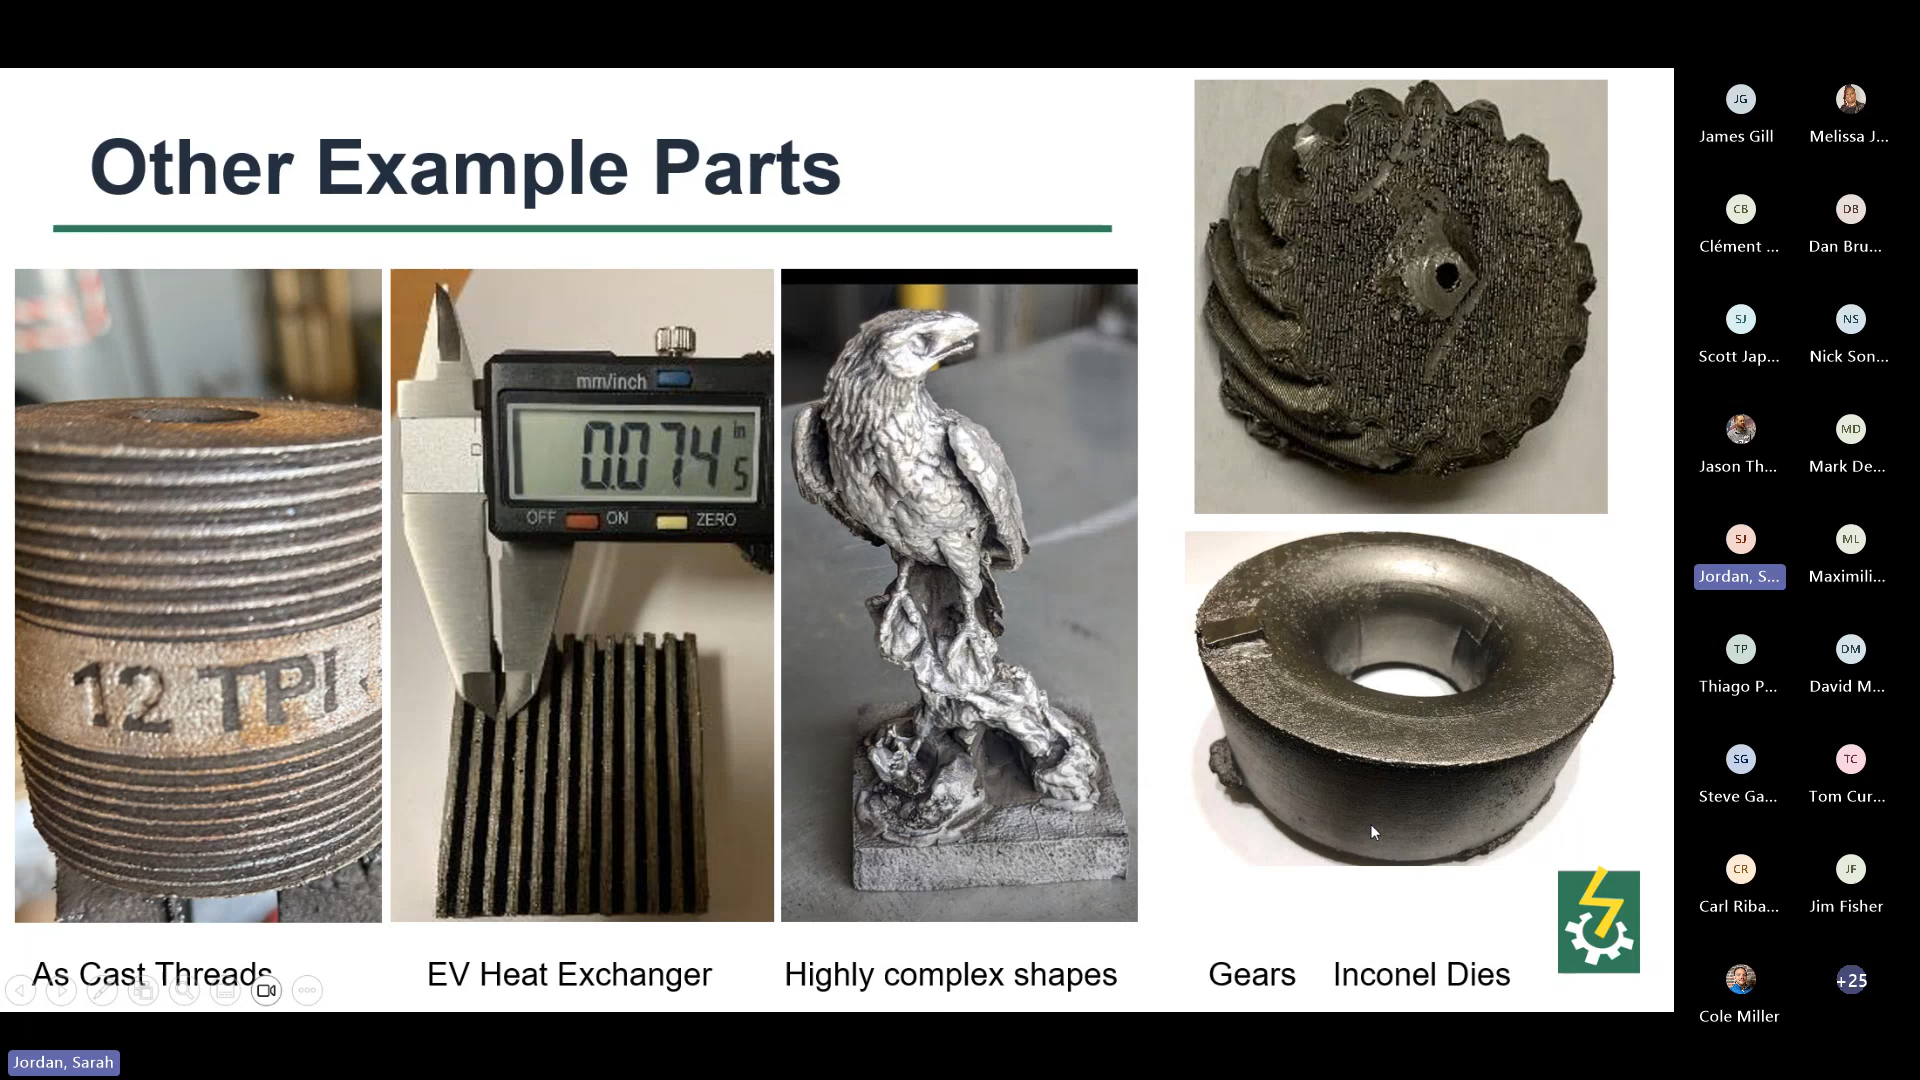 Other Example Parts
12 TPI
mm/inch
0.0745
in
OFF
ON
ZERO
As Cast Threads
EV Heat Exchanger
Highly complex shapes
Gears
Inconel Dies
JG
James Gill
Melissa J...
CB
Clément ...
DB
Dan Bru...
SJ
Scott Jap...
NS
Nick Son...
Jason Th...
MD
Mark De...
SJ
Jordan, S...
ML
Maximili...
TP
Thiago P...
DM
David M...
SG
Steve Ga...
TC
Tom Cur...
CR
Carl Riba...
JF
Jim Fisher
Cole Miller
+25
Jordan, Sarah